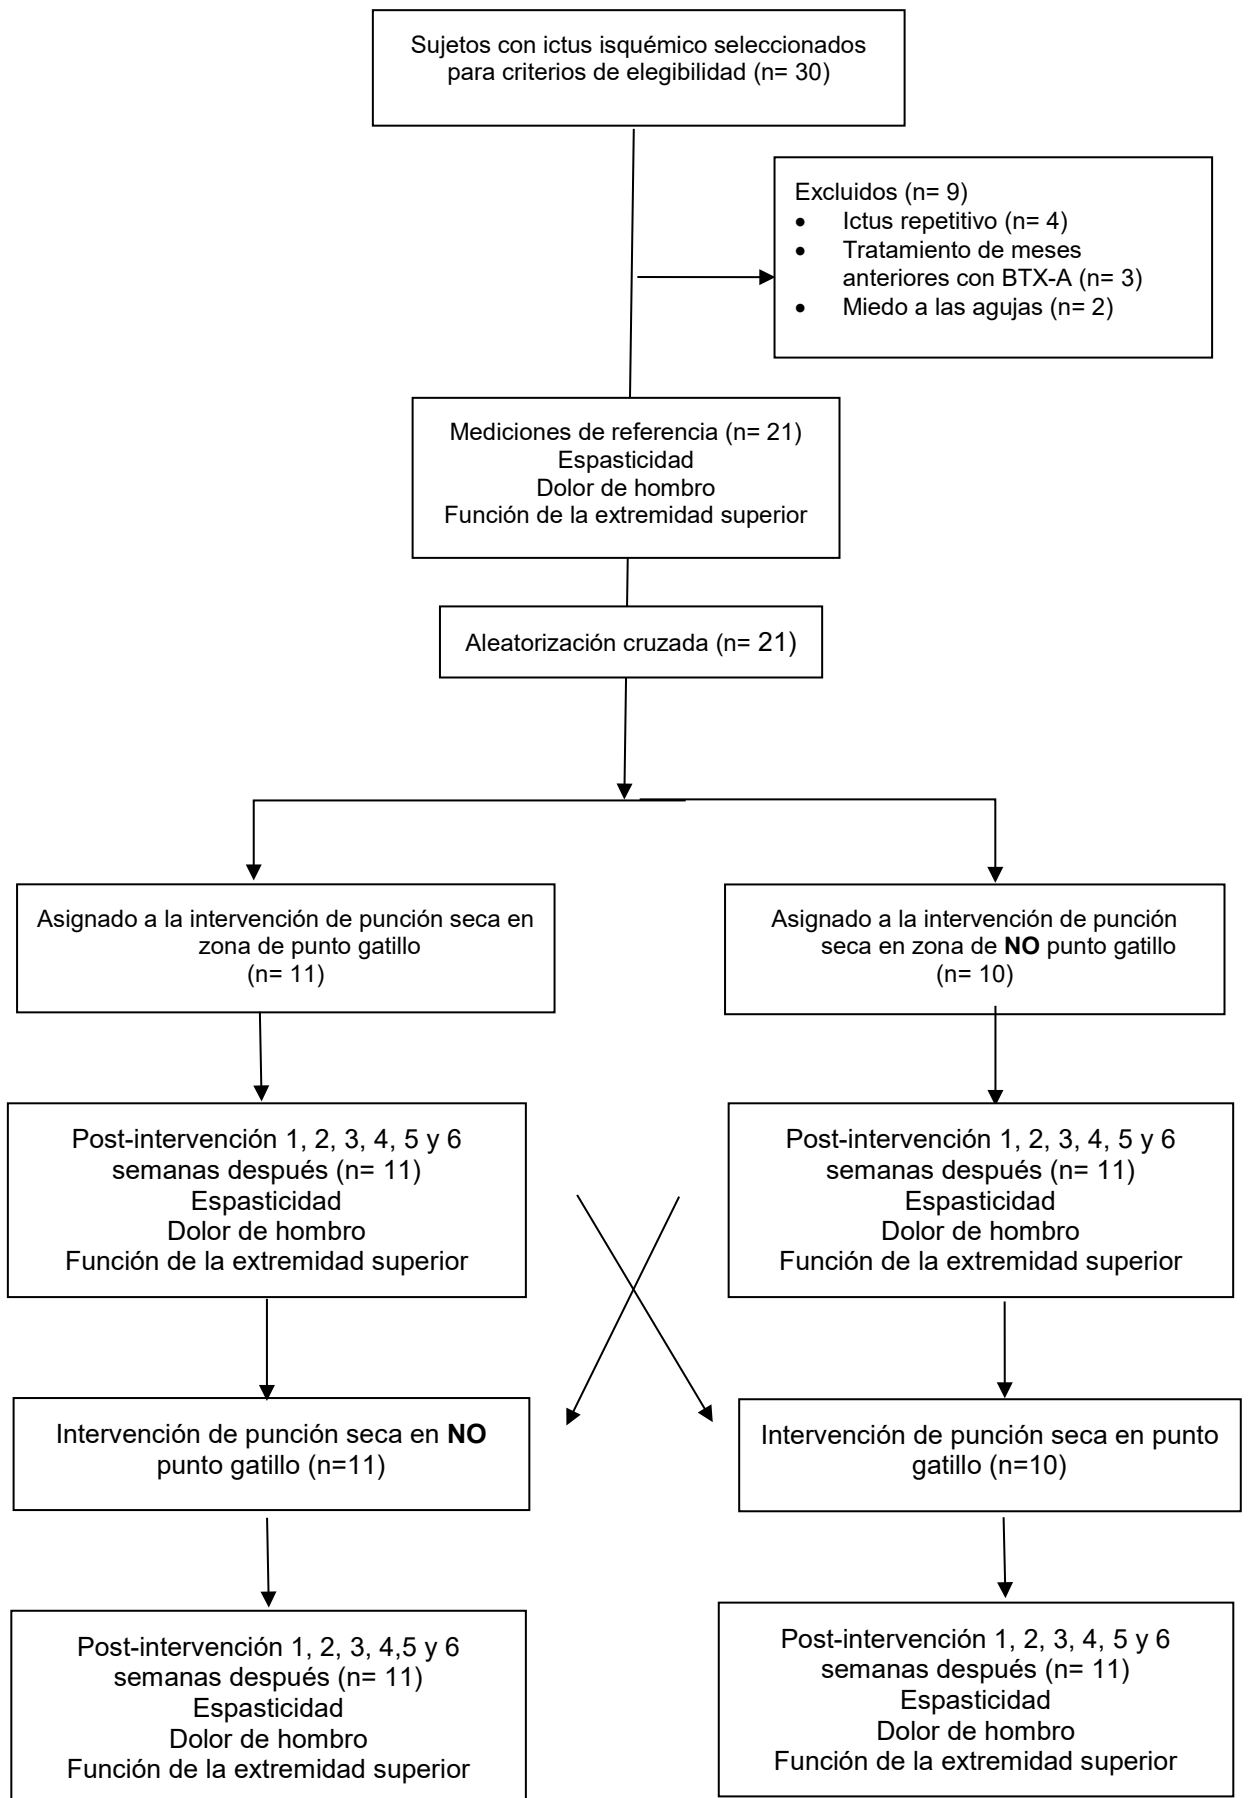 Sujetos con ictus isquémico seleccionados
para criterios de elegibilidad (n= 30)
Excluidos (n= 9)
• Ictus repetitivo (n= 4)
• Tratamiento de meses
anteriores con BTX-A (n= 3)
• Miedo a las agujas (n= 2)
Mediciones de referencia (n= 21)
Espasticidad
Dolor de hombro
Función de la extremidad superior
Aleatorización cruzada (n= 21)
Asignado a la intervención de punción seca en
zona de punto gatillo
(n= 11)
Asignado a la intervención de punción
seca en zona de NO punto gatillo
(n= 10)
Post-intervención 1, 2, 3, 4, 5 y 6
semanas después (n= 11)
Espasticidad
Dolor de hombro
Función de la extremidad superior
Post-intervención 1, 2, 3, 4, 5 y 6
semanas después (n= 11)
Espasticidad
Dolor de hombro
Función de la extremidad superior
Intervención de punción seca en NO
punto gatillo (n=11)
Intervención de punción seca en punto
gatillo (n=10)
Post-intervención 1, 2, 3, 4,5 y 6
semanas después (n= 11)
Espasticidad
Dolor de hombro
Función de la extremidad superior
Post-intervención 1, 2, 3, 4, 5 y 6
semanas después (n= 11)
Espasticidad
Dolor de hombro
Función de la extremidad superior